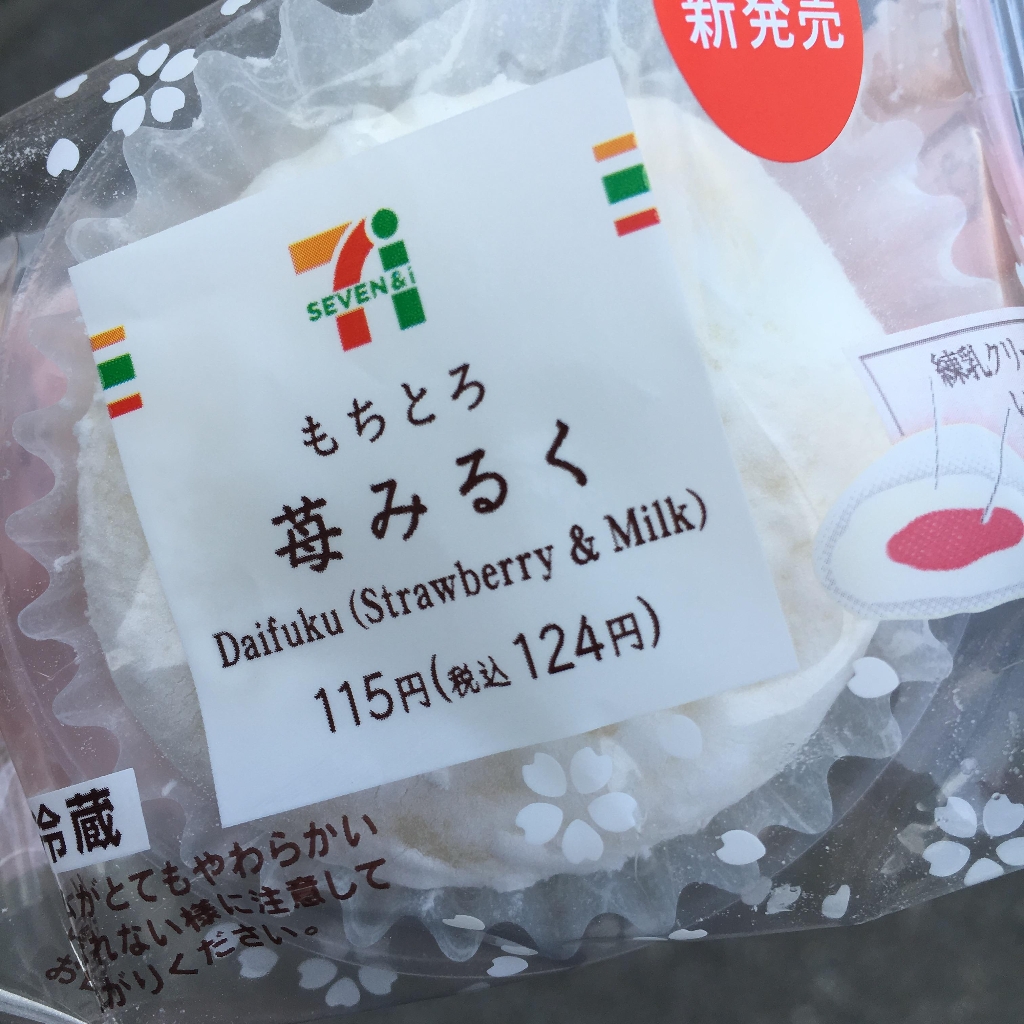 新発売
SEVEN&i
もちとろ
苺みるく
Daifuku (Strawberry & Milk)
115円(税込124円)
練乳クリ
冷蔵
がとてもやわらかい
れない様に注意して
お がりください。